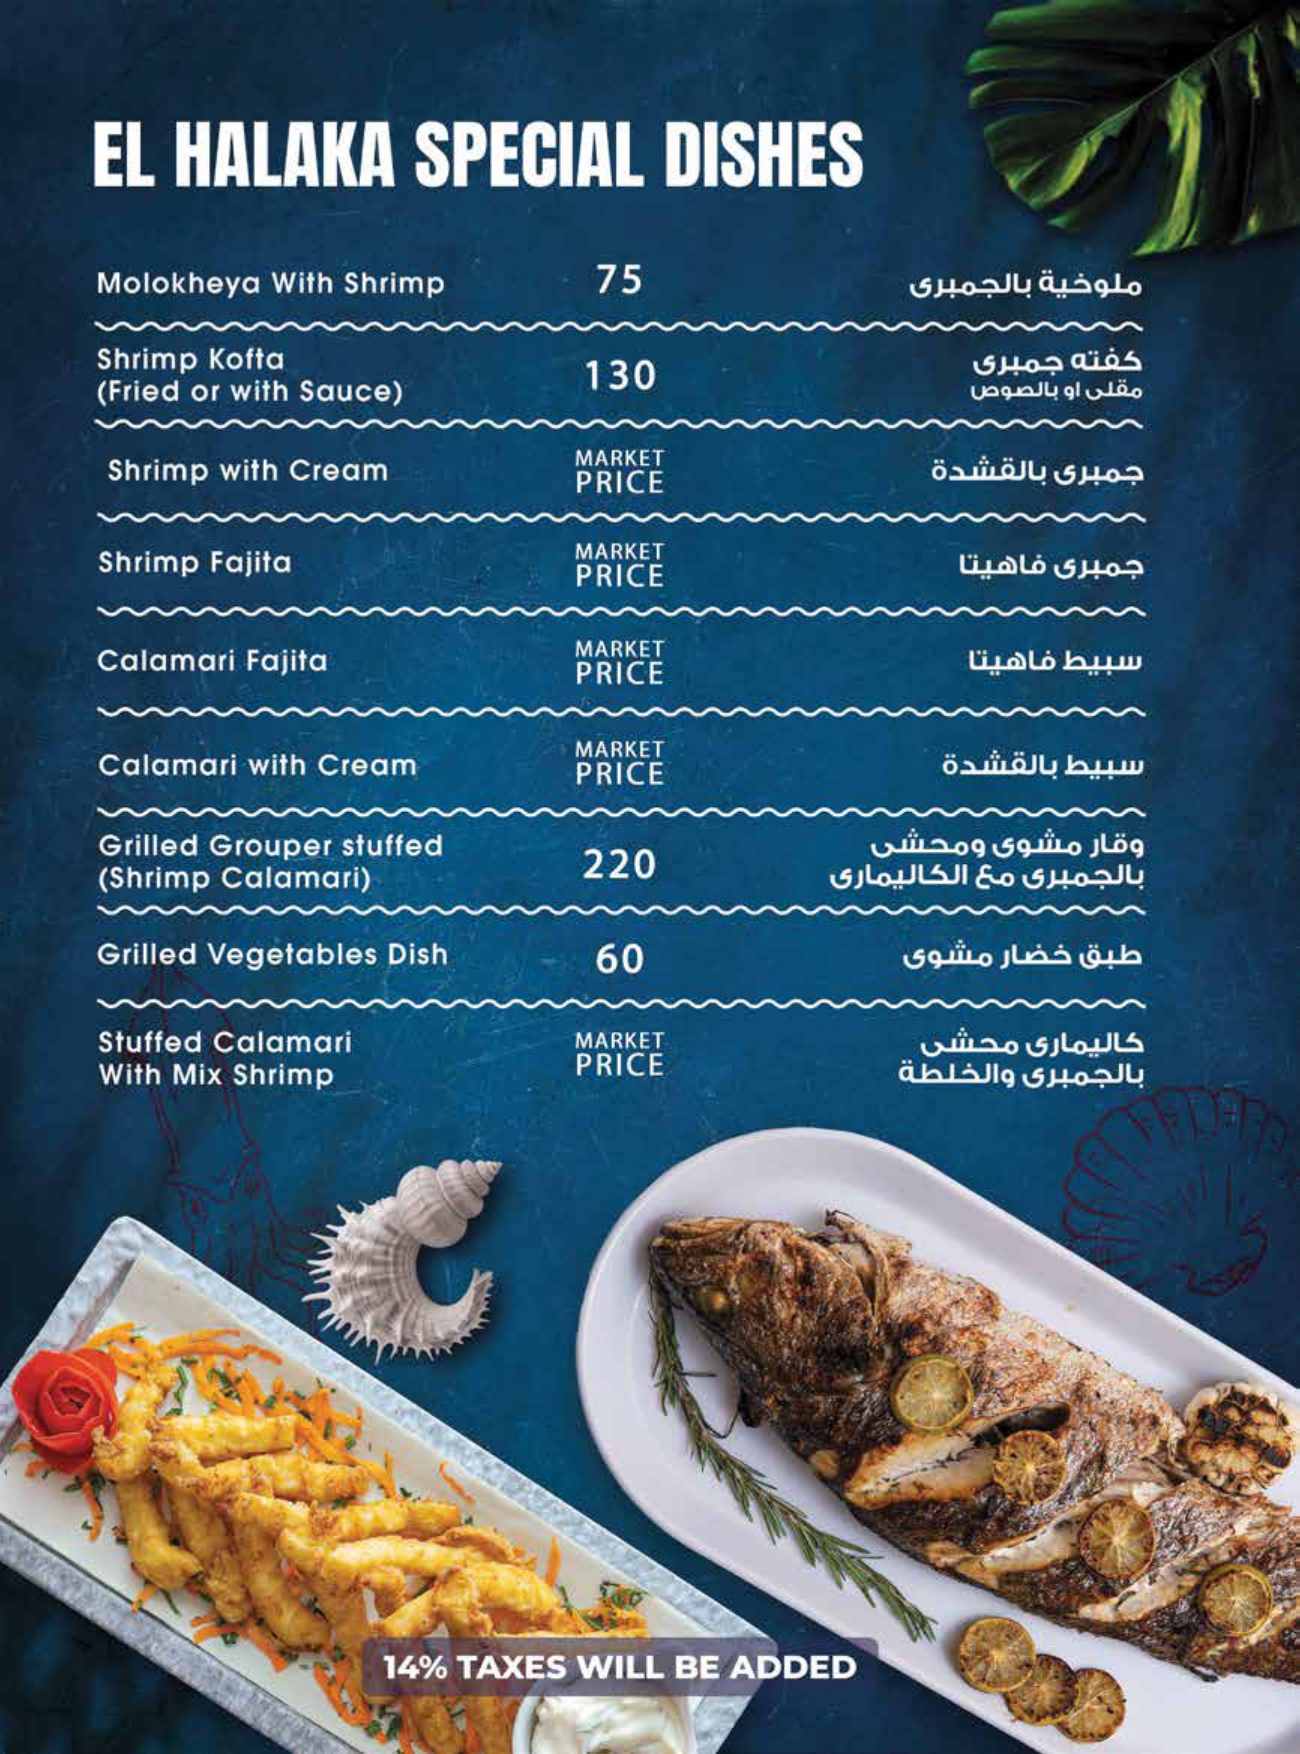 EL HALAKA SPECIAL DISHES
Molokheya With Shrimp 75 ملوخية بالجمبرى
Shrimp Kofta
(Fried or with Sauce) 130 كفته جمبرى
مقلى او بالصوص
Shrimp with Cream MARKET PRICE جمبرى بالقشدة
Shrimp Fajita MARKET PRICE جمبرى فاهيتا
Calamari Fajita MARKET PRICE سبيط فاهيتا
Calamari with Cream MARKET PRICE سبيط بالقشدة
Grilled Grouper stuffed
(Shrimp Calamari) 220 وقار مشوى ومحشى
بالجمبرى مع الكاليمارى
Grilled Vegetables Dish 60 طبق خضار مشوى
Stuffed Calamari
With Mix Shrimp MARKET PRICE كاليمارى محشى
بالجمبرى والخلطة
14% TAXES WILL BE ADDED